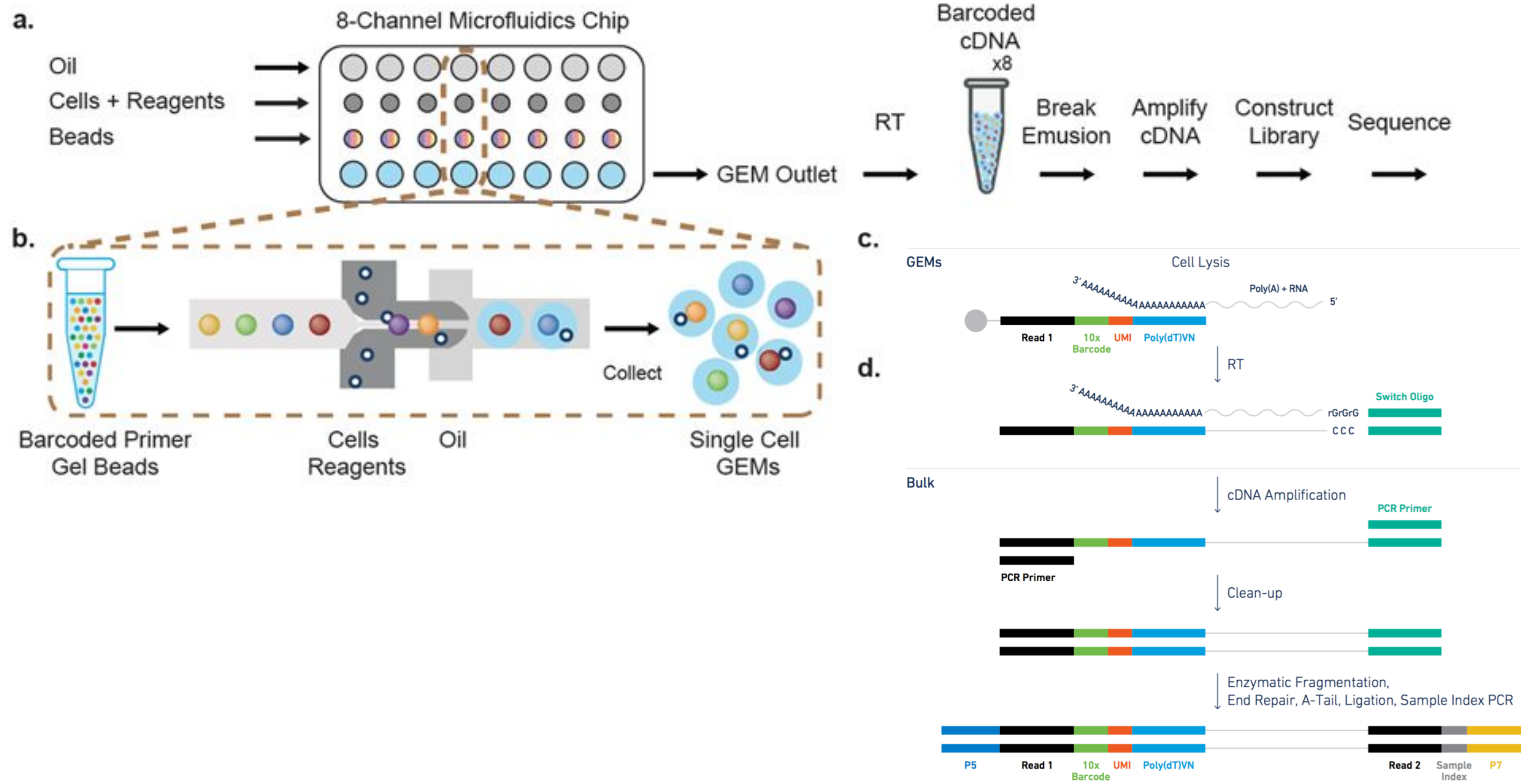 a.
8-Channel Microfluidics Chip
Oil
Cells + Reagents
Beads
GEM Outlet
RT
Barcoded
cDNA
x8
Break
Emusion
Amplify
cDNA
Construct
Library
Sequence
b.
Barcoded Primer
Gel Beads
Cells
Reagents
Oil
Collect
Single Cell
GEMs
c.
GEMs
Cell Lysis
3' AAAAAAAAAAAAAAAAAAAA
Poly(A) + RNA
5'
Read 1
10x
Barcode
UMI
Poly(dT)VN
d.
RT
3' AAAAAAAAAAAAAAAAAAAA
rGrGrG
Switch Oligo
CCC
Bulk
cDNA Amplification
PCR Primer
PCR Primer
Clean-up
Enzymatic Fragmentation,
End Repair, A-Tail, Ligation, Sample Index PCR
P5
Read 1
10x
Barcode
UMI
Poly(dT)VN
Read 2
Sample
Index
P7